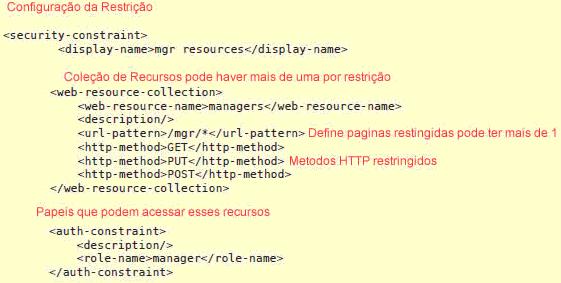 Configuração da Restrição
<security-constraint>
<display-name>mgr resources</display-name>
Coleção de Recursos pode haver mais de uma por restrição
<web-resource-collection>
<web-resource-name>managers</web-resource-name>
<description/>
<url-pattern>/mgr/*</url-pattern> Define paginas restingidas pode ter mais de 1
<http-method>GET</http-method>
<http-method>PUT</http-method> Metodos HTTP restringidos
<http-method>POST</http-method>
</web-resource-collection>
Papeis que podem acessar esses recursos
<auth-constraint>
<description/>
<role-name>manager</role-name>
</auth-constraint>